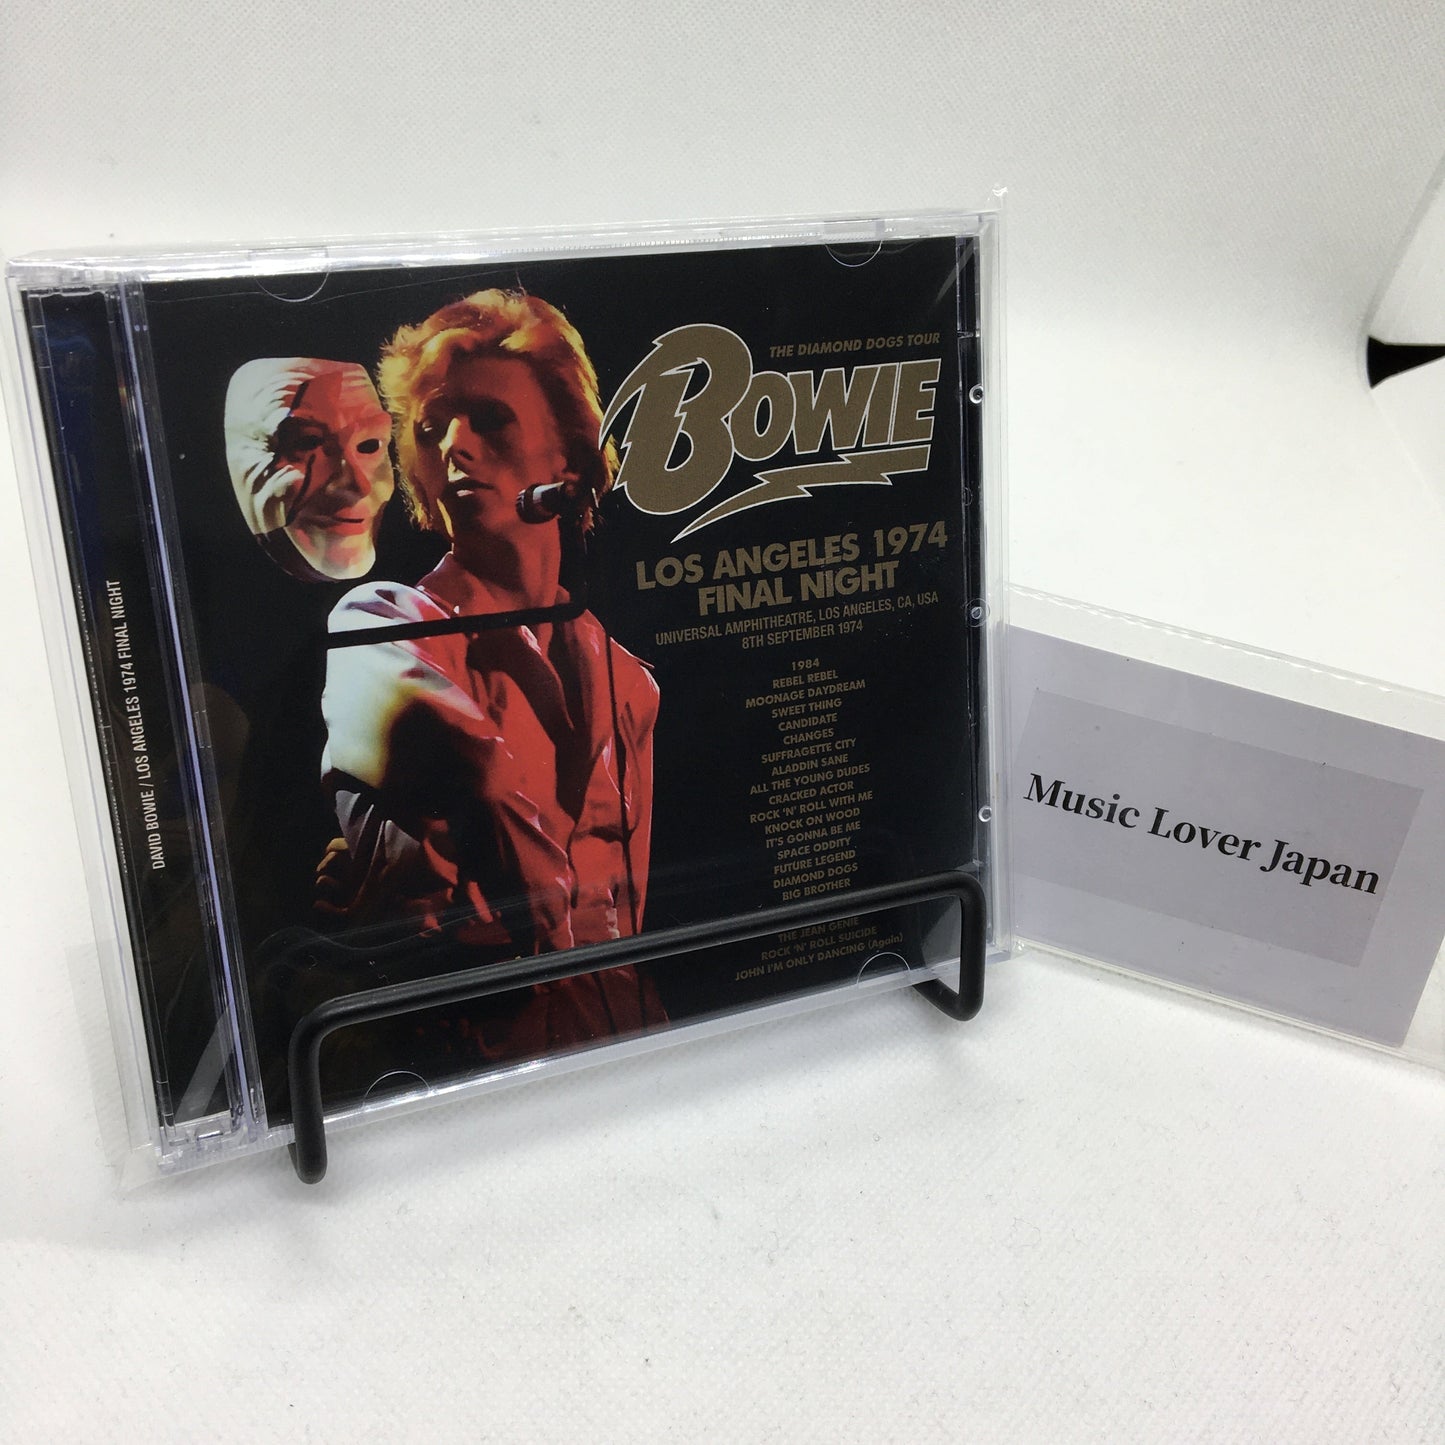 THE DIAMOND DOGS TOUR
BOWIE
LOS ANGELES 1974
FINAL NIGHT
UNIVERSAL AMPHITHEATRE, LOS ANGELES, CA, USA
8TH SEPTEMBER 1974
1984
REBEL REBEL
MOONAGE DAYDREAM
SWEET THING
CANDIDATE
CHANGES
SUFFRAGETTE CITY
ALADDIN SANE
ALL THE YOUNG DUDES
CRACKED ACTOR
ROCK 'N' ROLL WITH ME
KNOCK ON WOOD
IT'S GONNA BE ME
SPACE ODDITY
FUTURE LEGEND
DIAMOND DOGS
BIG BROTHER
THE JEAN GENIE
ROCK 'N' ROLL SUICIDE
JOHN I'M ONLY DANCING (Again)
DAVID BOWIE / LOS ANGELES 1974 FINAL NIGHT
Music Lover Japan